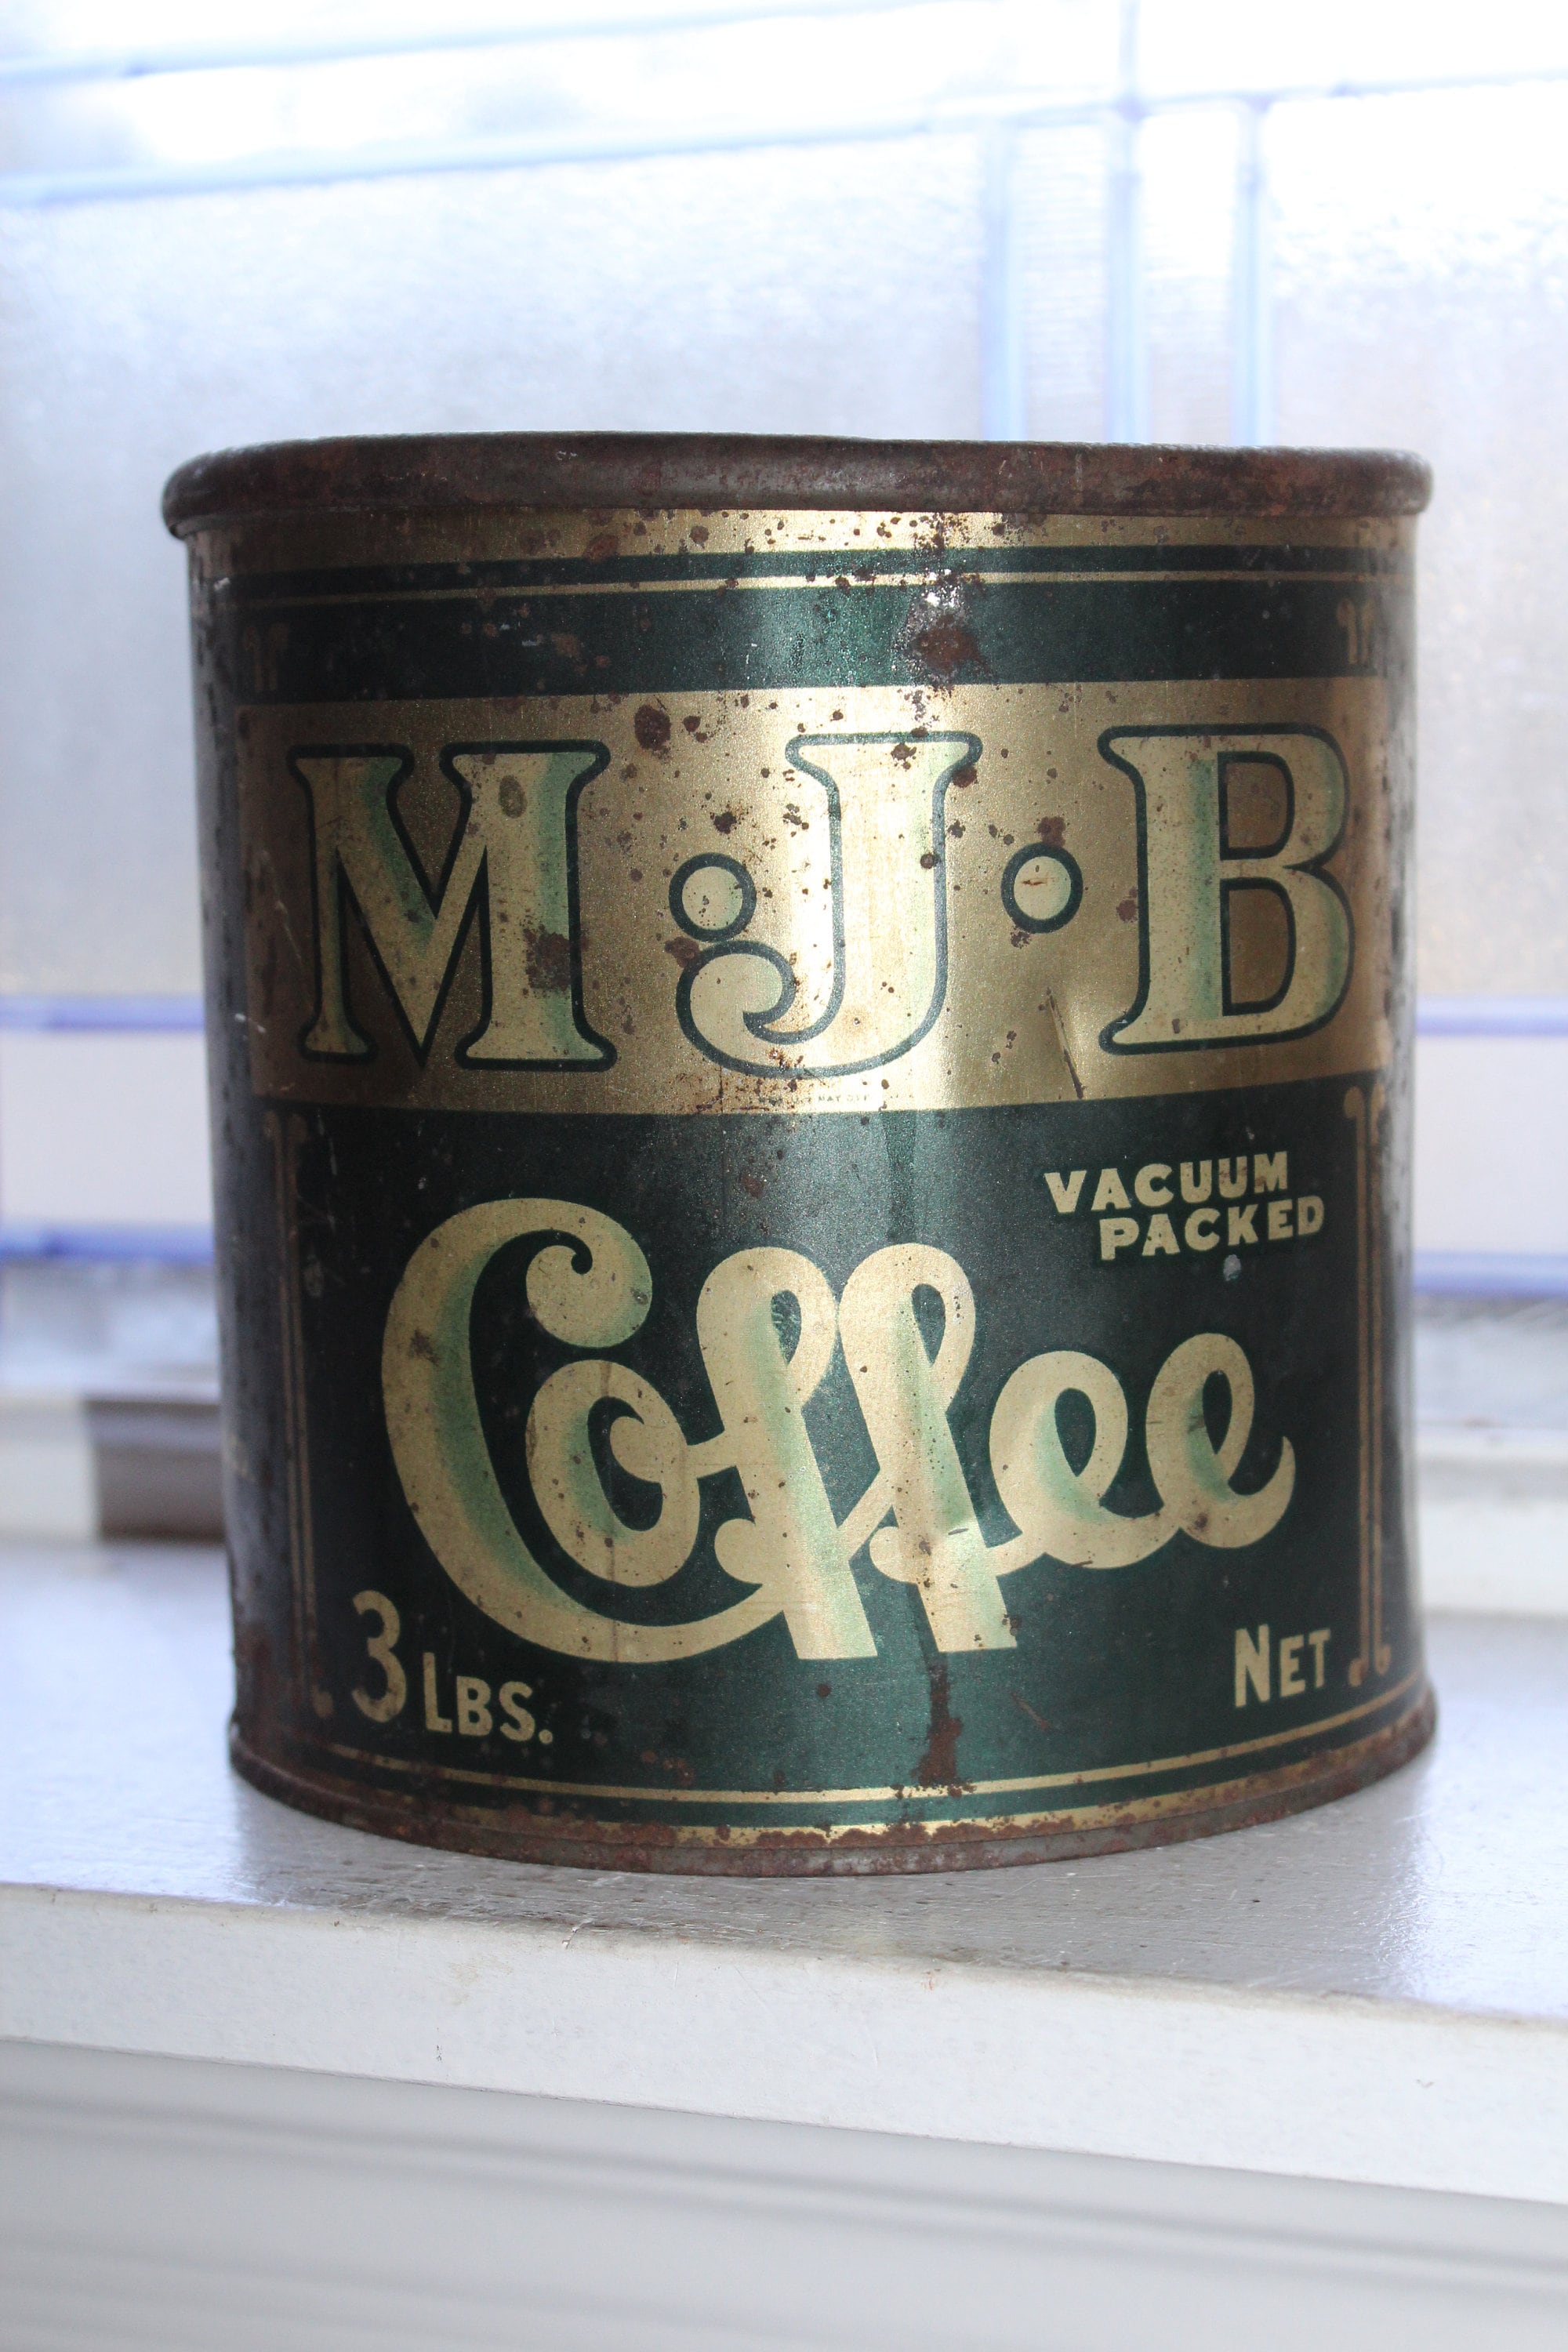 M·J·B
VACUUM
PACKED
Coffee
3 LBS.
NET